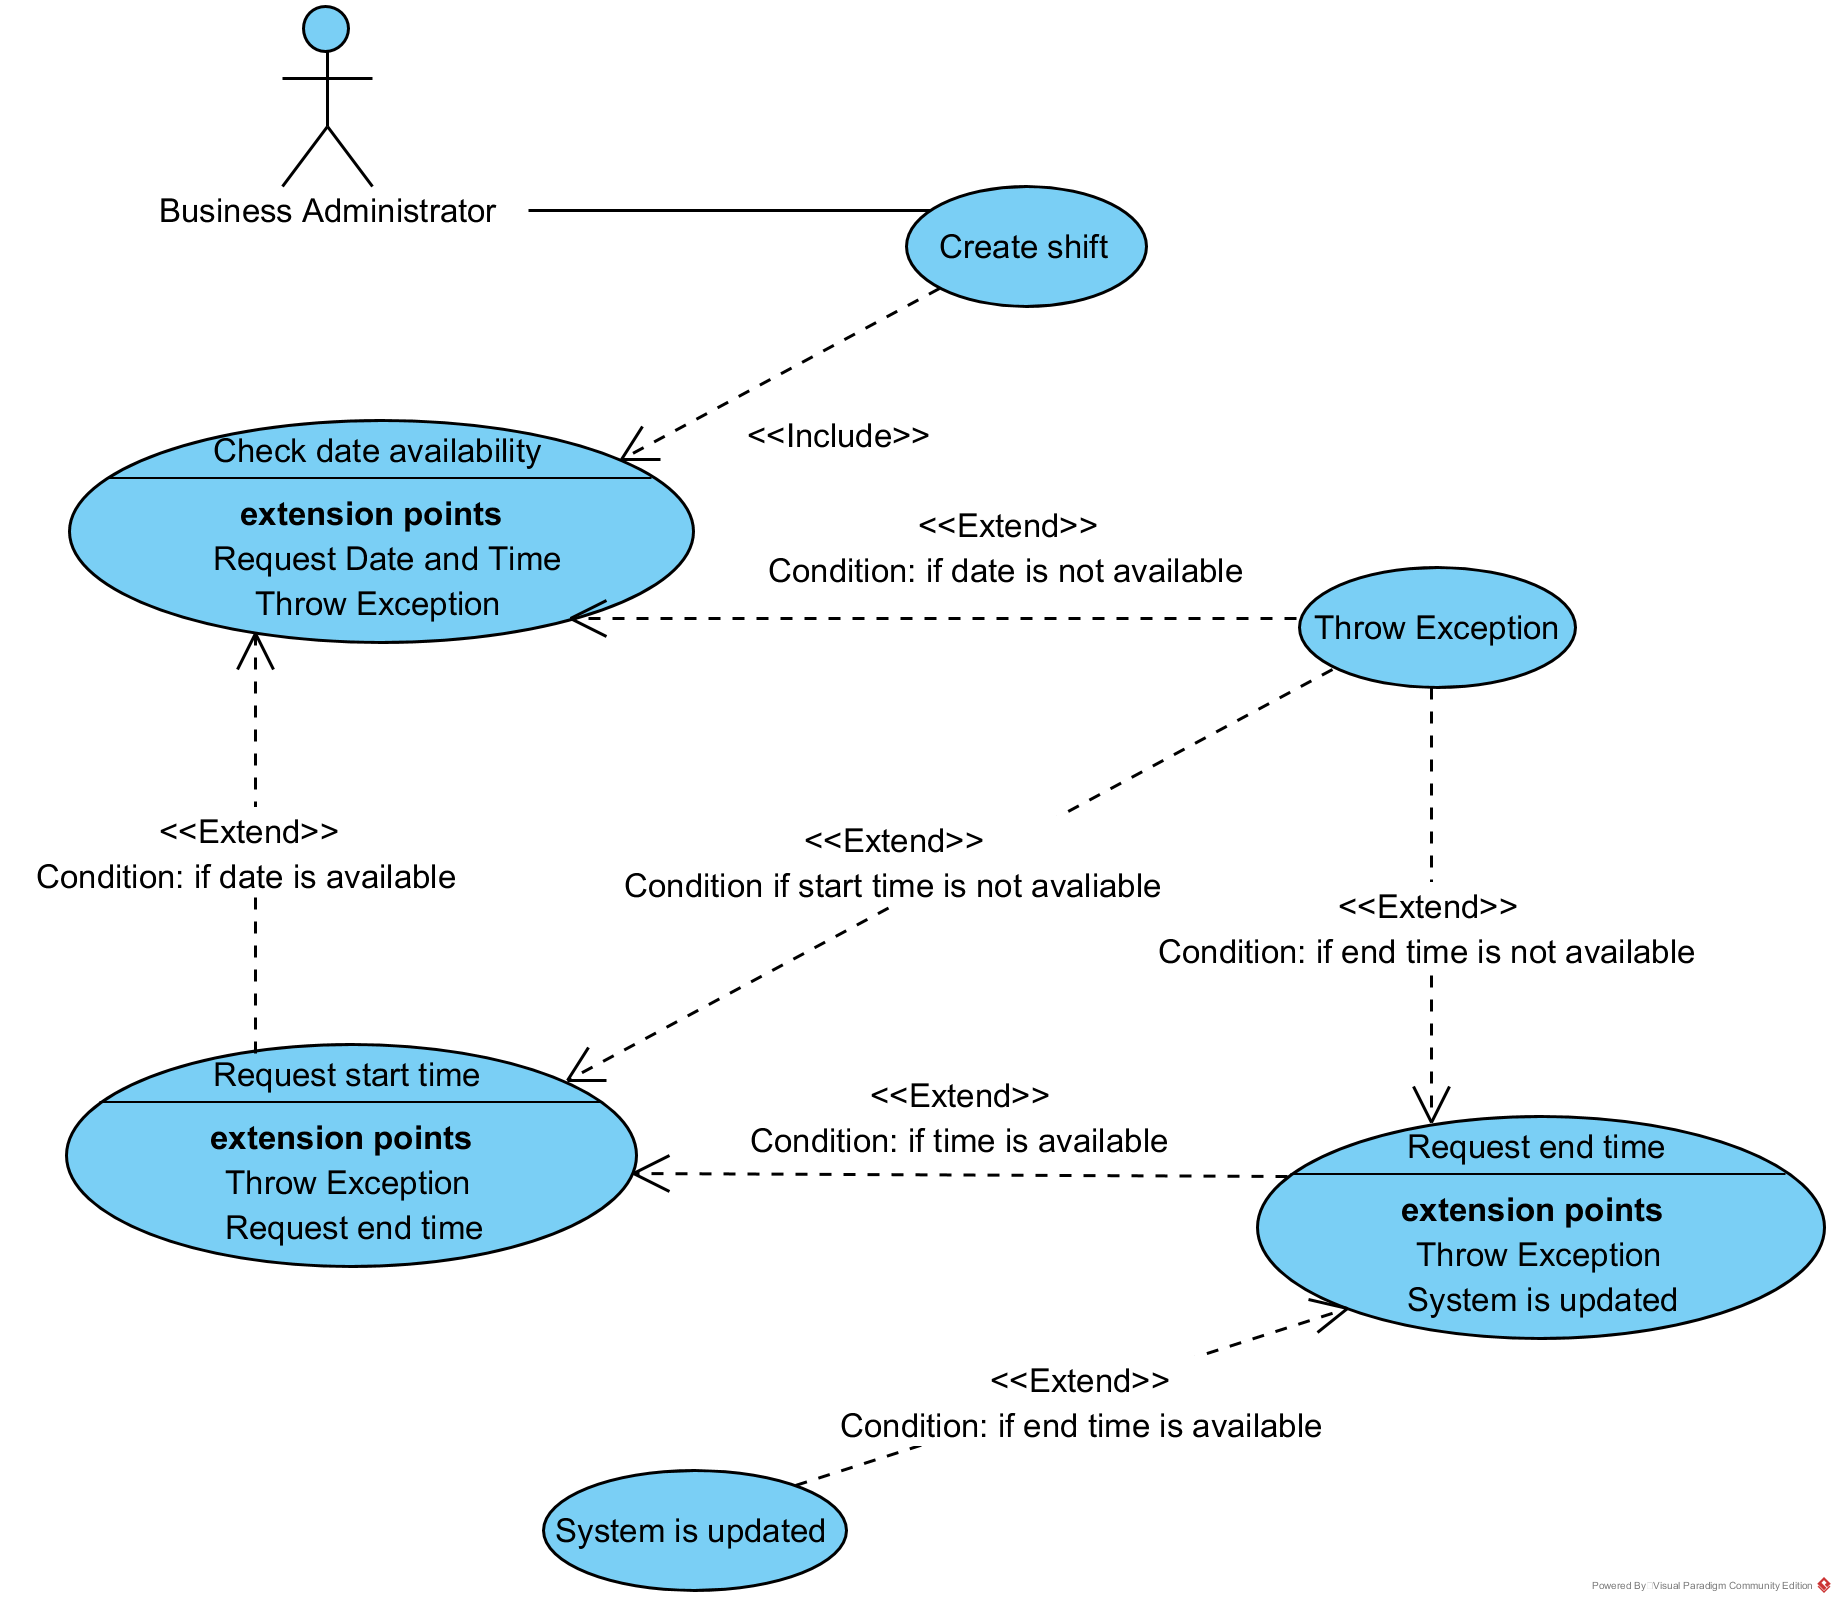 Business Administrator
Create shift
<<Include>>
Check date availability
extension points
Request Date and Time
Throw Exception
<<Extend>>
Condition: if date is not available
Throw Exception
<<Extend>>
Condition: if date is available
<<Extend>>
Condition if start time is not avaliable
<<Extend>>
Condition: if end time is not available
Request start time
extension points
Throw Exception
Request end time
<<Extend>>
Condition: if time is available
Request end time
extension points
Throw Exception
System is updated
<<Extend>>
Condition: if end time is available
System is updated
Powered By Visual Paradigm Community Edition